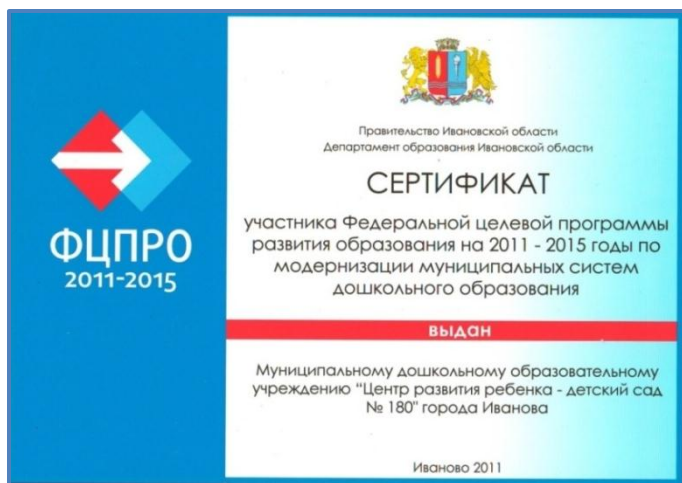 ФЦПРО
2011-2015
Правительство Ивановской области
Департамент образования Ивановской области
СЕРТИФИКАТ
участника Федеральной целевой программы
развития образования на 2011 - 2015 годы по
модернизации муниципальных систем
дошкольного образования
выдан
Муниципальному дошкольному образовательному
учреждению "Центр развития ребенка - детский сад
№ 180" города Иванова
Иваново 2011